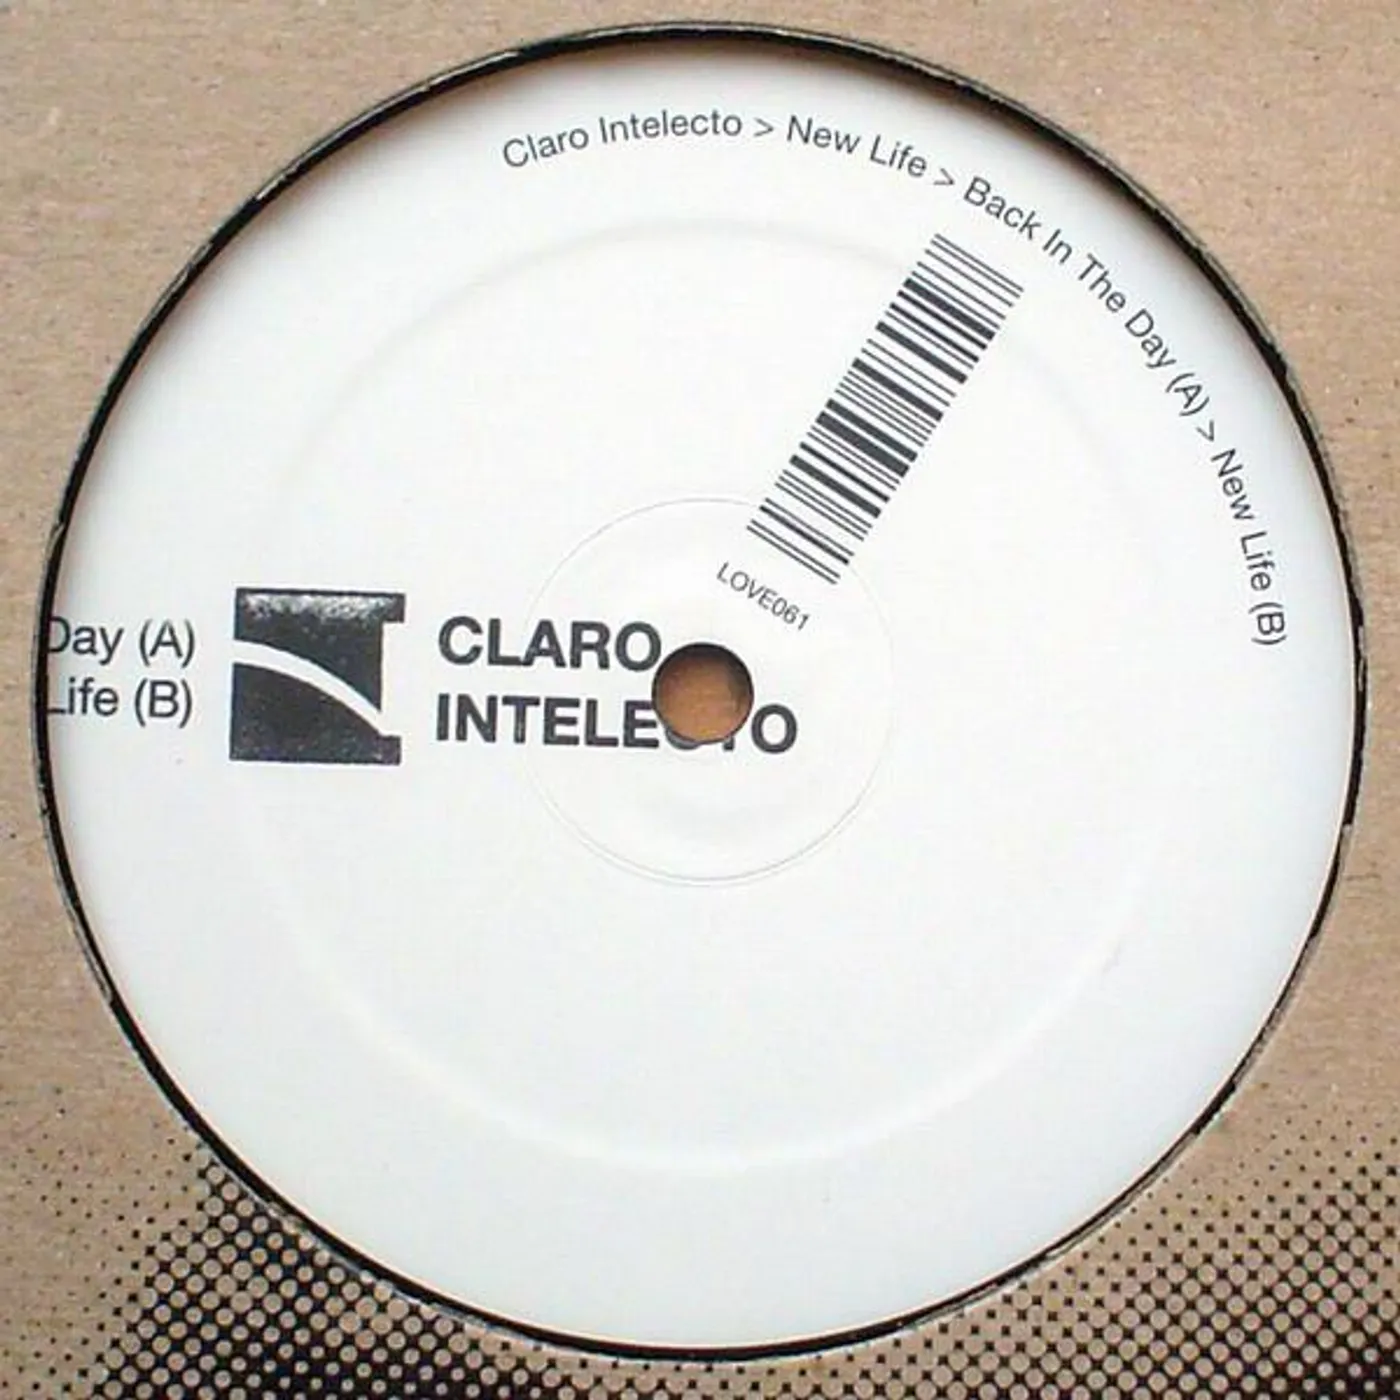 Claro Intelecto > New Life > Back In The Day (A) > New Life (B)
LOVE061
Day (A)
Life (B)
CLARO
INTELECTO